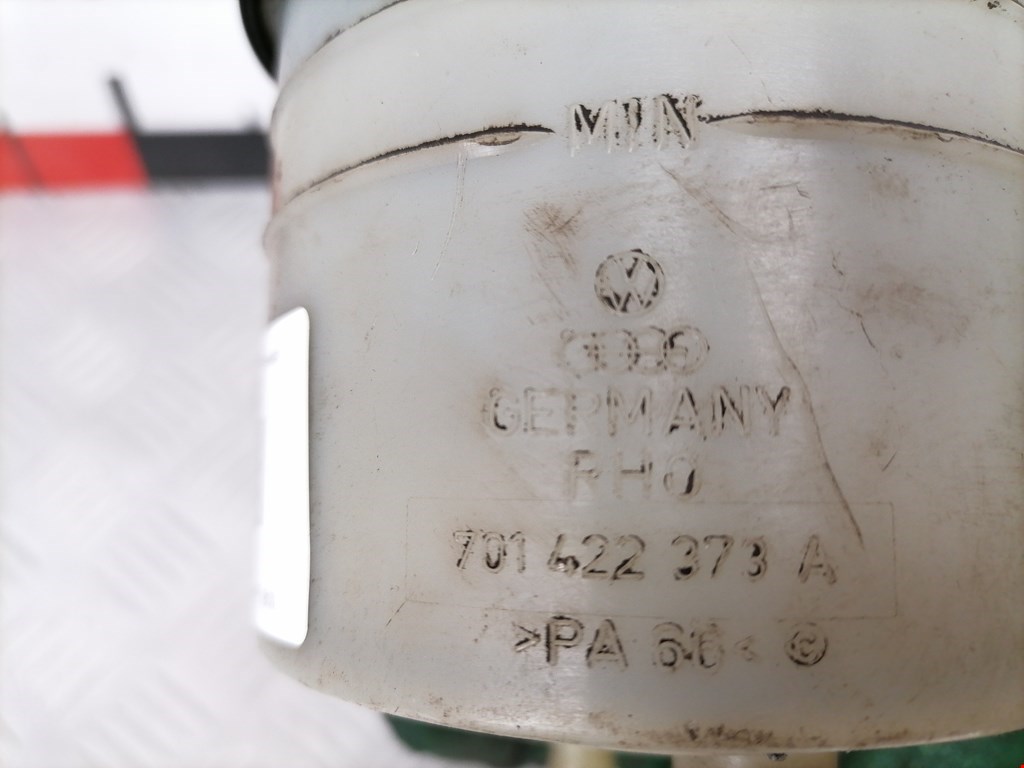 MIN
GERMANY
RHO
701 422 373 A
>PA 66< ©